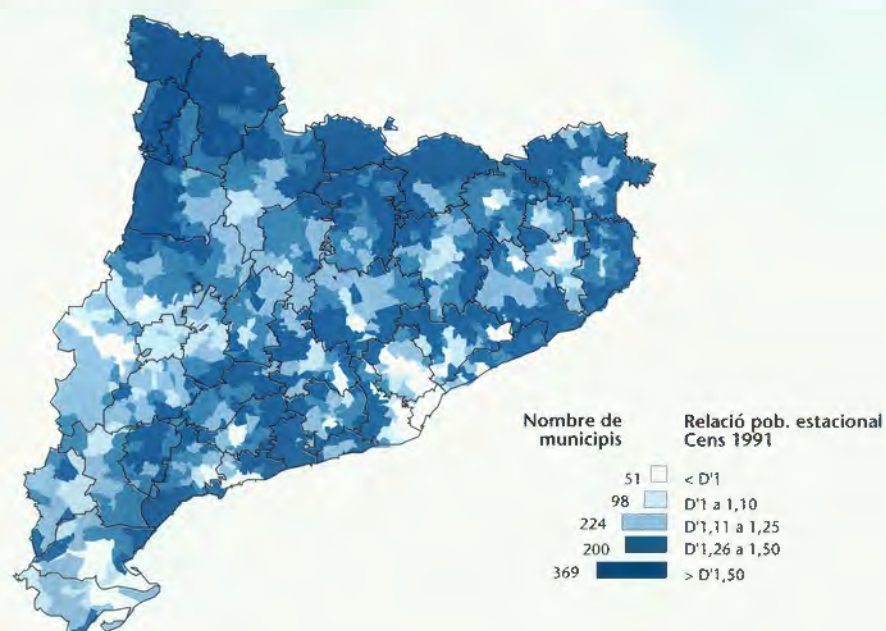 Nombre de municipis
Relació pob. estacional Cens 1991
51 < D'1
98 D'1 a 1,10
224 D'1,11 a 1,25
200 D'1,26 a 1,50
369 > D'1,50